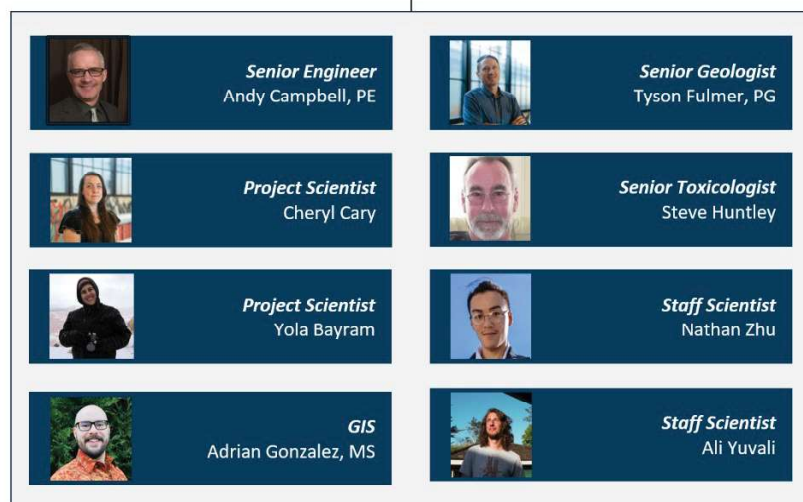 Senior Engineer
Andy Campbell, PE
Senior Geologist
Tyson Fulmer, PG
Project Scientist
Cheryl Cary
Senior Toxicologist
Steve Huntley
Project Scientist
Yola Bayram
Staff Scientist
Nathan Zhu
GIS
Adrian Gonzalez, MS
Staff Scientist
Ali Yuvali